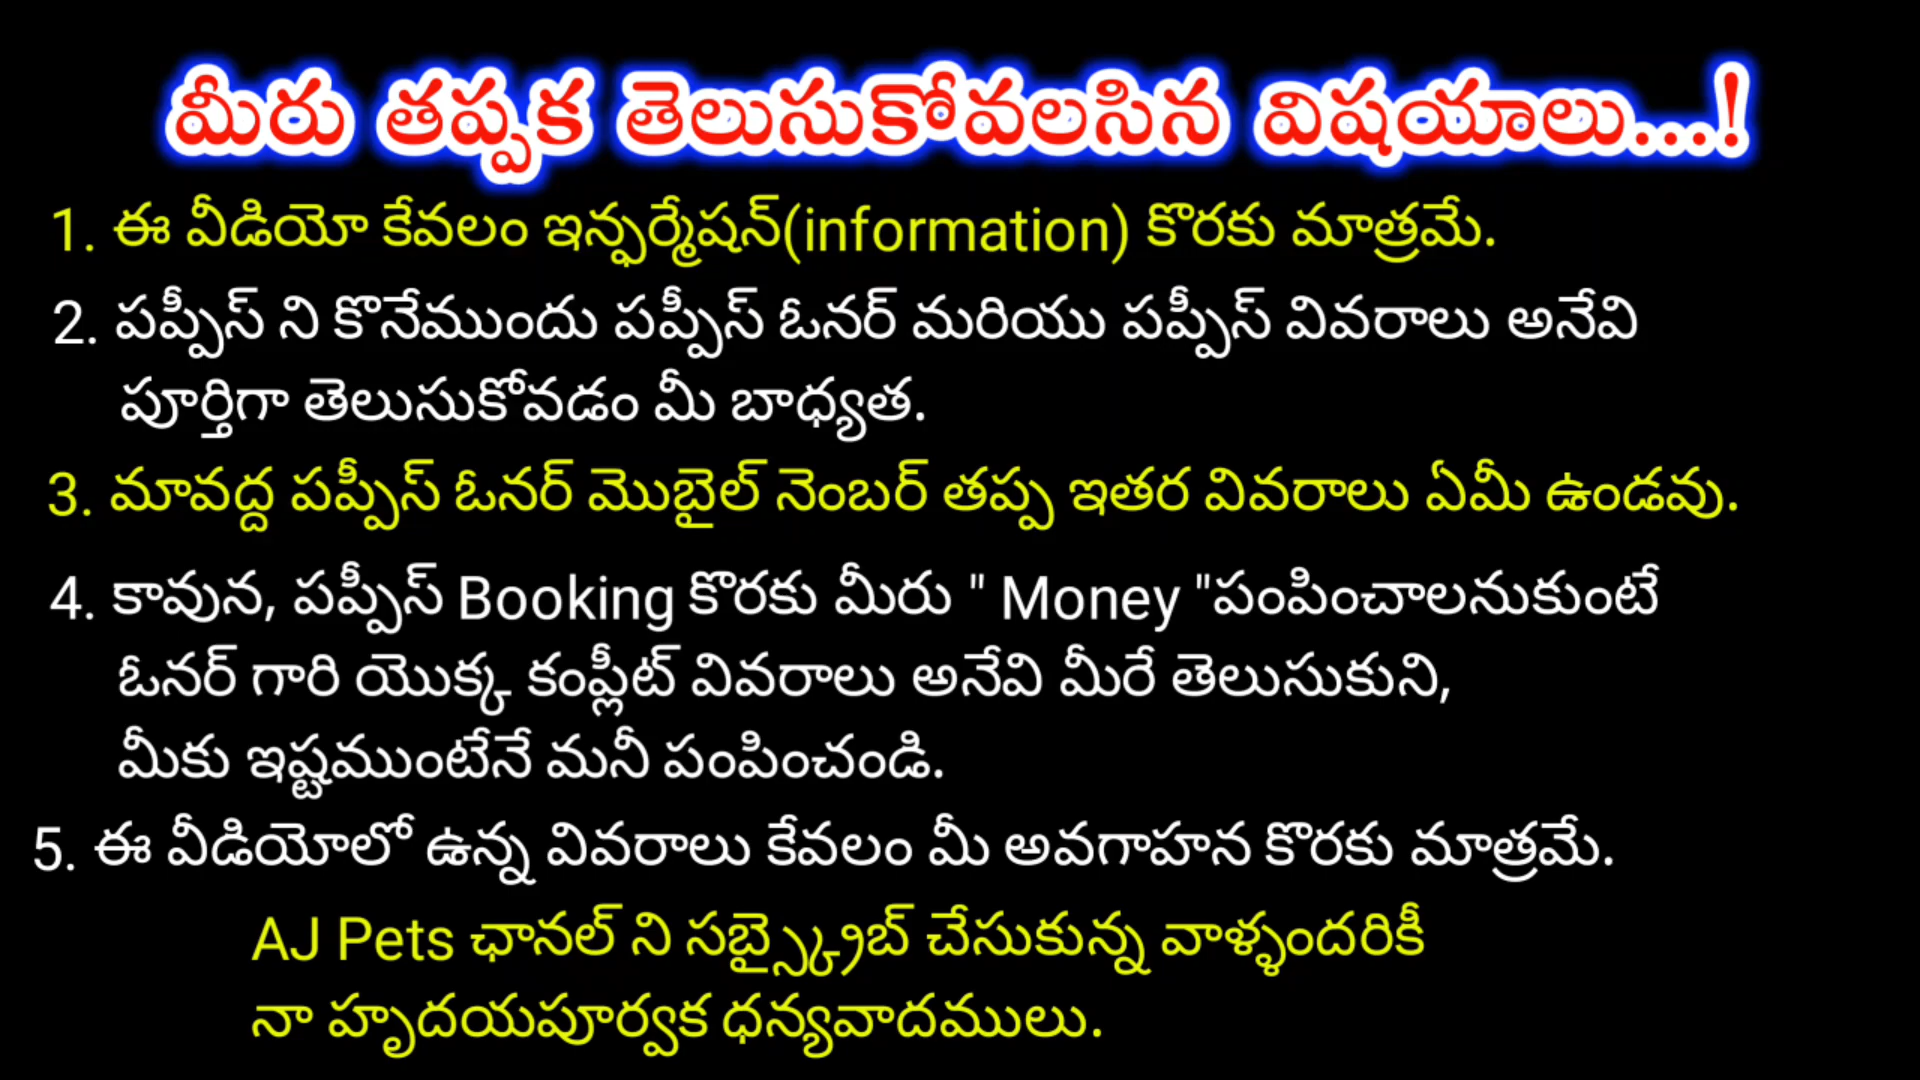 మీరు తప్పక తెలుసుకోవలసిన విషయాలు...!
1. ఈ వీడియో కేవలం ఇన్ఫర్మేషన్(information) కొరకు మాత్రమే.
2. పప్పీస్ ని కొనేముందు పప్పీస్ ఓనర్ మరియు పప్పీస్ వివరాలు అనేవి
పూర్తిగా తెలుసుకోవడం మీ బాధ్యత.
3. మావద్ద పప్పీస్ ఓనర్ మొబైల్ నెంబర్ తప్ప ఇతర వివరాలు ఏమీ ఉండవు.
4. కావున, పప్పీస్ Booking కొరకు మీరు " Money "పంపించాలనుకుంటే
ఓనర్ గారి యొక్క కంప్లీట్ వివరాలు అనేవి మీరే తెలుసుకుని,
మీకు ఇష్టముంటేనే మనీ పంపించండి.
5. ఈ వీడియోలో ఉన్న వివరాలు కేవలం మీ అవగాహన కొరకు మాత్రమే.
AJ Pets ఛానల్ ని సబ్స్క్రైబ్ చేసుకున్న వాళ్ళందరికీ
నా హృదయపూర్వక ధన్యవాదములు.